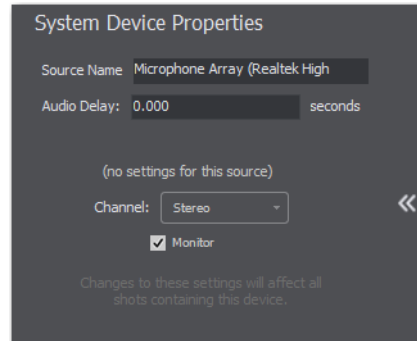 System Device Properties
Source Name Microphone Array (Realtek High
Audio Delay: 0.000 seconds
(no settings for this source)
Channel: Stereo
Monitor
Changes to these settings will affect all
shots containing this device.